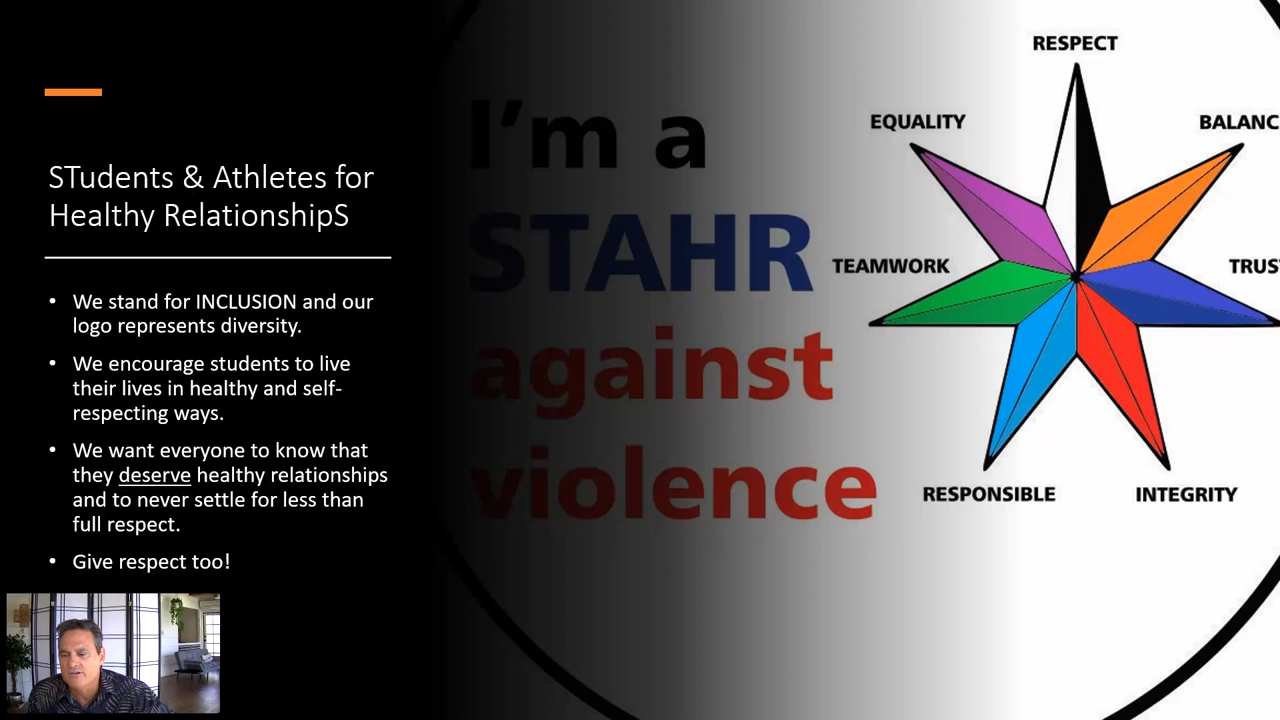 STudents & Athletes for
Healthy RelationshipS
• We stand for INCLUSION and our
logo represents diversity.
• We encourage students to live
their lives in healthy and self-
respecting ways.
• We want everyone to know that
they deserve healthy relationships
and to never settle for less than
full respect.
• Give respect too!
I'm a
STAHR
against
violence
RESPECT
EQUALITY
BALANC
TEAMWORK
TRUST
RESPONSIBLE
INTEGRITY